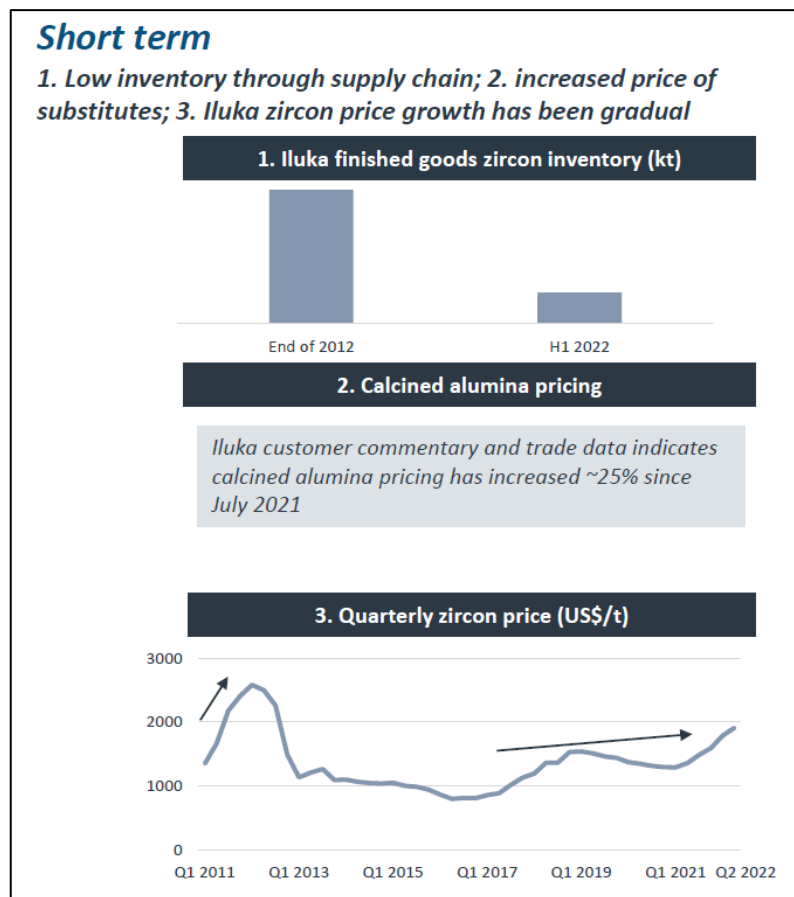 Short term
1. Low inventory through supply chain; 2. increased price of
substitutes; 3. Iluka zircon price growth has been gradual
1. Iluka finished goods zircon inventory (kt)
End of 2012
H1 2022
2. Calcined alumina pricing
Iluka customer commentary and trade data indicates
calcined alumina pricing has increased ~25% since
July 2021
3. Quarterly zircon price (US$/t)
3000
2000
1000
0
Q1 2011 Q1 2013 Q1 2015 Q1 2017 Q1 2019 Q1 2021 Q2 2022